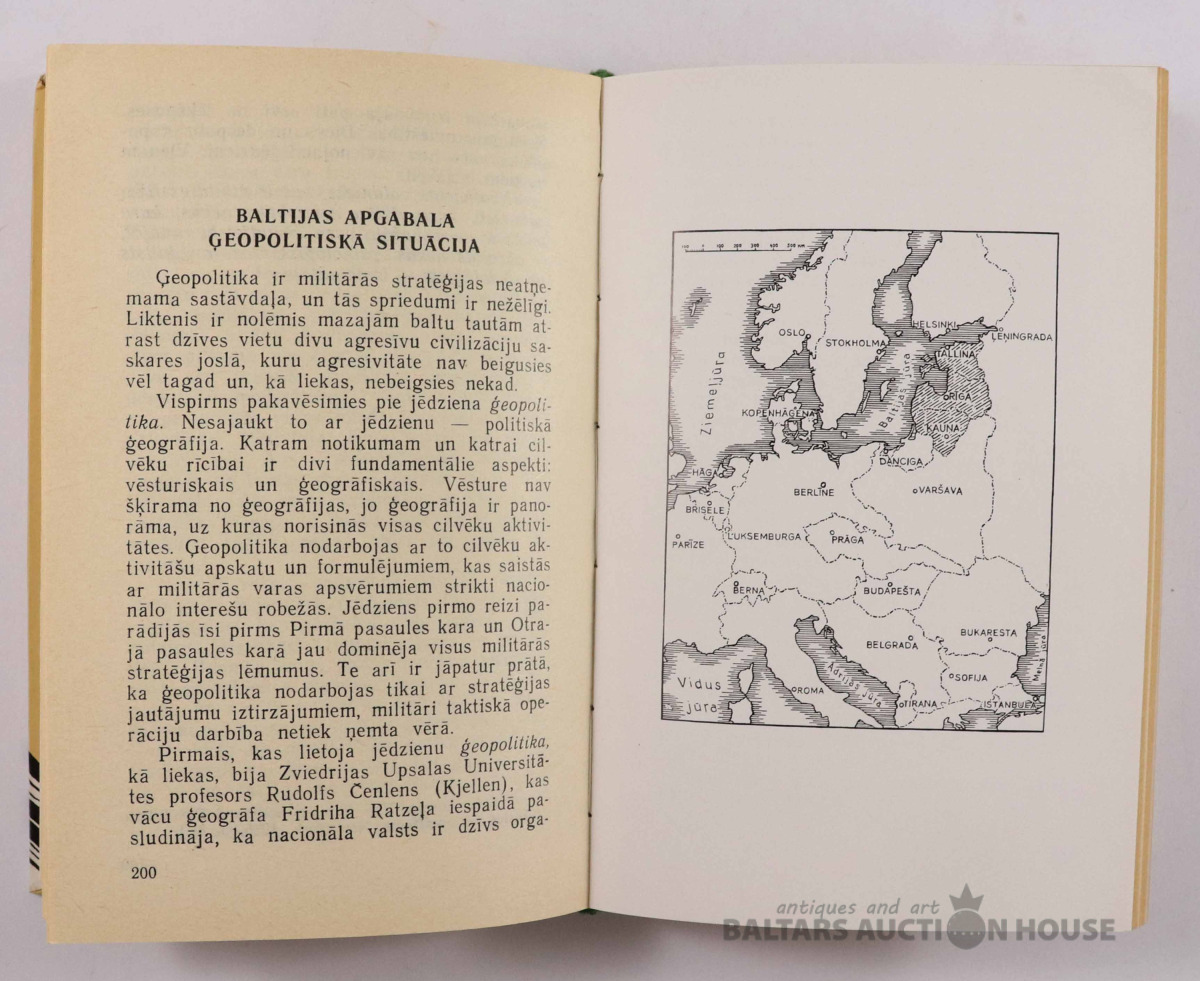 BALTIJAS APGABALA
ĢEOPOLITISKĀ SITUĀCIJA
Ģeopolitika ir militārās stratēģijas neatņe-
mama sastāvdaļa, un tās spriedumi ir nežēlīgi.
Liktenis ir nolēmis mazajām baltu tautām at-
rast dzīves vietu divu agresīvu civilizāciju sa-
skares joslā, kuru agresivitāte nav beigusies
vēl tagad un, kā liekas, nebeigsies nekad.
Vispirms pakavēsimies pie jēdziena ģeopoli-
tika. Nesajaukt to ar jēdzienu — politiskā
ģeogrāfija. Katram notikumam un katrai cil-
vēku rīcībai ir divi fundamentālie aspekti:
vēsturiskais un ģeogrāfiskais. Vēsture nav
šķirama no ģeogrāfijas, jo ģeogrāfija ir pano-
rāma, uz kuras norisinās visas cilvēku aktivi-
tātes. Ģeopolitika nodarbojas ar to cilvēku ak-
tivitāšu apskatu un formulējumiem, kas saistās
ar militārās varas apsvērumiem strikti nacio-
nālo interešu robežās. Jēdziens pirmo reizi pa-
rādījās īsi pirms Pirmā pasaules kara un Otra-
jā pasaules karā jau dominēja visus militārās
stratēģijas lēmumus. Te arī ir jāpatur prātā,
ka ģeopolitika nodarbojas tikai ar stratēģijas
jautājumu iztirzājumiem, militāri taktiskā ope-
rāciju darbība netiek ņemta vērā.
Pirmais, kas lietoja jēdzienu ģeopolitika,
kā liekas, bija Zviedrijas Upsalas Universitā-
tes profesors Rudolfs Čenlens (Kjellen), kas
vācu ģeogrāfa Fridriha Ratzeļa iespaidā pa-
sludināja, ka nacionāla valsts ir dzīvs orga-
200
100 0 100 200 300 400 500 km
HELSINKI
ĻEŅINGRADA
OSLO
STOKHOLMA
TALLINA
Ziemeļjūra
Baltijas jūra
RĪGA
KOPENHĀGENA
KAUŅA
DANCIGA
HĀGA
BERLĪNE
VARŠAVA
BRISELE
LUKSEMBURGA
PRĀGA
PARĪZE
BERNA
BUDAPEŠTA
BUKARESTA
BELGRADA
Melnā jūra
SOFIJA
Vidus
jūra
Adrijas jūra
ROMA
TIRANA
ISTANBULA
antiques and art
BALTARS AUCTION HOUSE